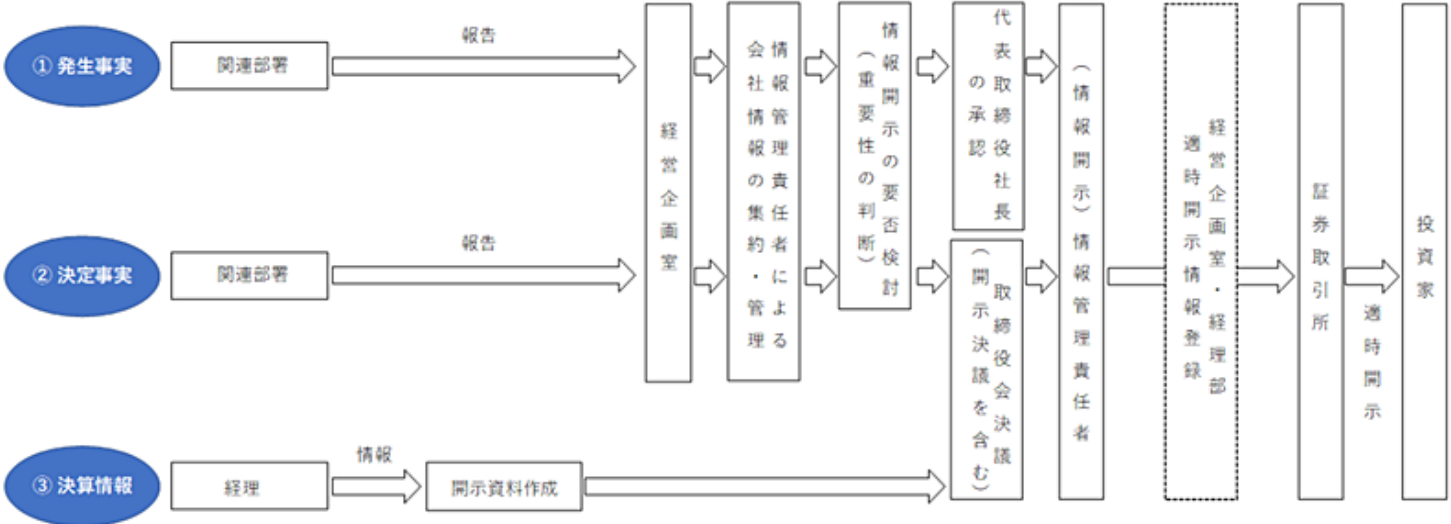 ① 発生事実
関連部署
報告
② 決定事実
関連部署
報告
③ 決算情報
経理
情報
開示資料作成
経営企画室
情報管理責任者による
会社情報の集約・管理
情報開示の要否検討
（重要性の判断）
代表取締役社長
の承認
取締役会決議
（開示決議を含む）
（情報開示）情報管理責任者
経営企画室・経理部
適時開示情報登録
証券取引所
適時開示
投資家